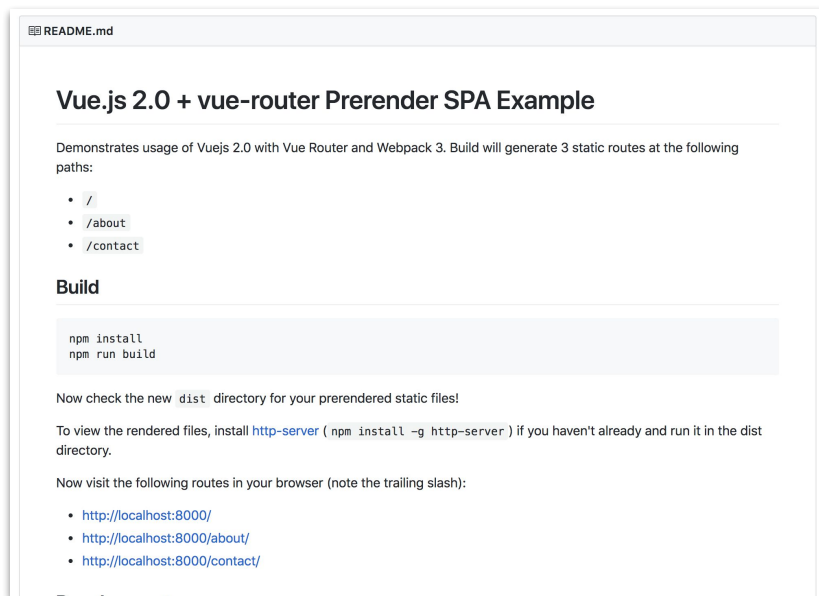 README.md
Vue.js 2.0 + vue-router Prerender SPA Example
Demonstrates usage of Vuejs 2.0 with Vue Router and Webpack 3. Build will generate 3 static routes at the following
paths:
• /
• /about
• /contact
Build
npm install
npm run build
Now check the new dist directory for your prerendered static files!
To view the rendered files, install http-server ( npm install -g http-server ) if you haven't already and run it in the dist
directory.
Now visit the following routes in your browser (note the trailing slash):
• http://localhost:8000/
• http://localhost:8000/about/
• http://localhost:8000/contact/